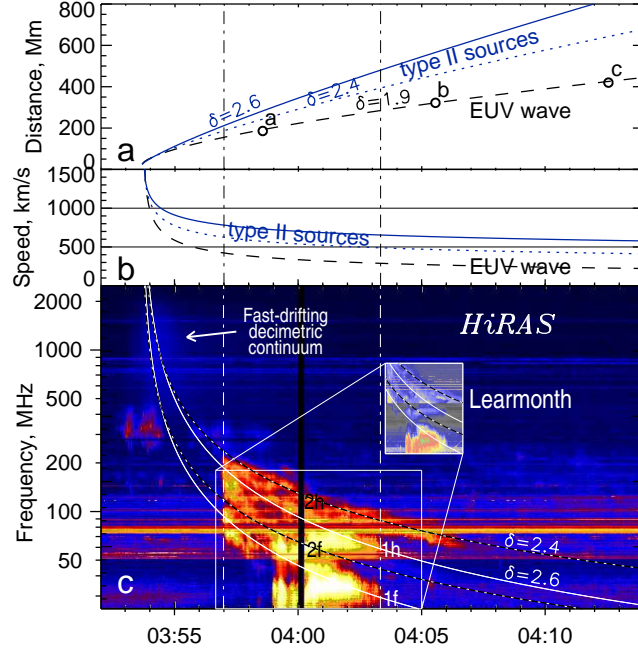 800
600
400
200
0
Distance, Mm
δ=2.6
δ=2.4
δ=1.9
type II sources
EUV wave
a
b
c
a
1500
1000
500
0
Speed, km/s
type II sources
EUV wave
b
2000
1000
500
200
100
50
Frequency, MHz
Fast-drifting
decimetric
continuum
HiRAS
Learmonth
2h
2f
1h
1f
δ=2.4
δ=2.6
c
03:55
04:00
04:05
04:10